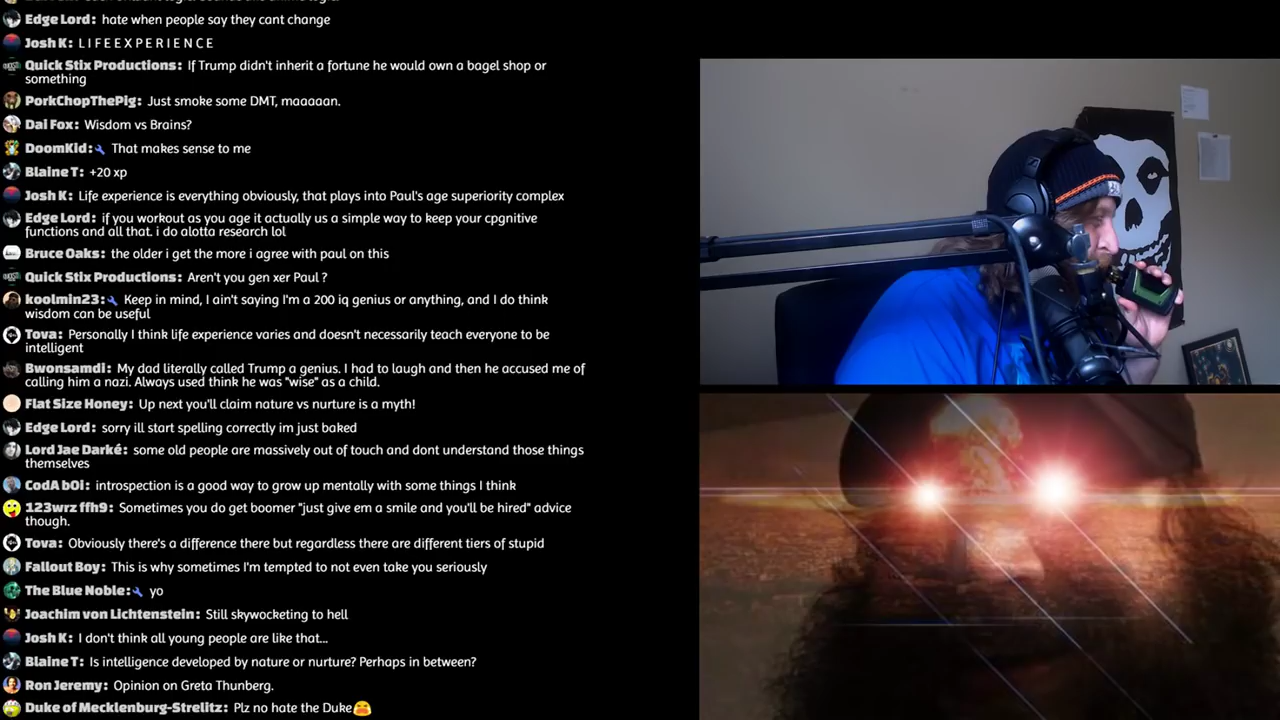 Edge Lord: hate when people say they cant change
Josh K: L I F E E X P E R I E N C E
Quick Stix Productions: If Trump didn't inherit a fortune he would own a bagel shop or
something
PorkChopThePig: Just smoke some DMT, maaaaan.
Dai Fox: Wisdom vs Brains?
DoomKid: That makes sense to me
Blaine T: +20 xp
Josh K: Life experience is everything obviously, that plays into Paul's age superiority complex
Edge Lord: if you workout as you age it actually us a simple way to keep your cpgnitive
functions and all that. i do alotta research lol
Bruce Oaks: the older i get the more i agree with paul on this
Quick Stix Productions: Aren't you gen xer Paul ?
koolmin23: Keep in mind, I ain't saying I'm a 200 iq genius or anything, and I do think
wisdom can be useful
Tova: Personally I think life experience varies and doesn't necessarily teach everyone to be
intelligent
Bwonsamdi: My dad literally called Trump a genius. I had to laugh and then he accused me of
calling him a nazi. Always used think he was "wise" as a child.
Flat Size Honey: Up next you'll claim nature vs nurture is a myth!
Edge Lord: sorry ill start spelling correctly im just baked
Lord Jae Darké: some old people are massively out of touch and dont understand those things
themselves
CodA bOi: introspection is a good way to grow up mentally with some things I think
123wrz ffh9: Sometimes you do get boomer "just give em a smile and you'll be hired" advice
though.
Tova: Obviously there's a difference there but regardless there are different tiers of stupid
Fallout Boy: This is why sometimes I'm tempted to not even take you seriously
The Blue Noble: yo
Joachim von Lichtenstein: Still skywocketing to hell
Josh K: I don't think all young people are like that...
Blaine T: Is intelligence developed by nature or nurture? Perhaps in between?
Ron Jeremy: Opinion on Greta Thunberg.
Duke of Mecklenburg-Strelitz: Plz no hate the Duke😫